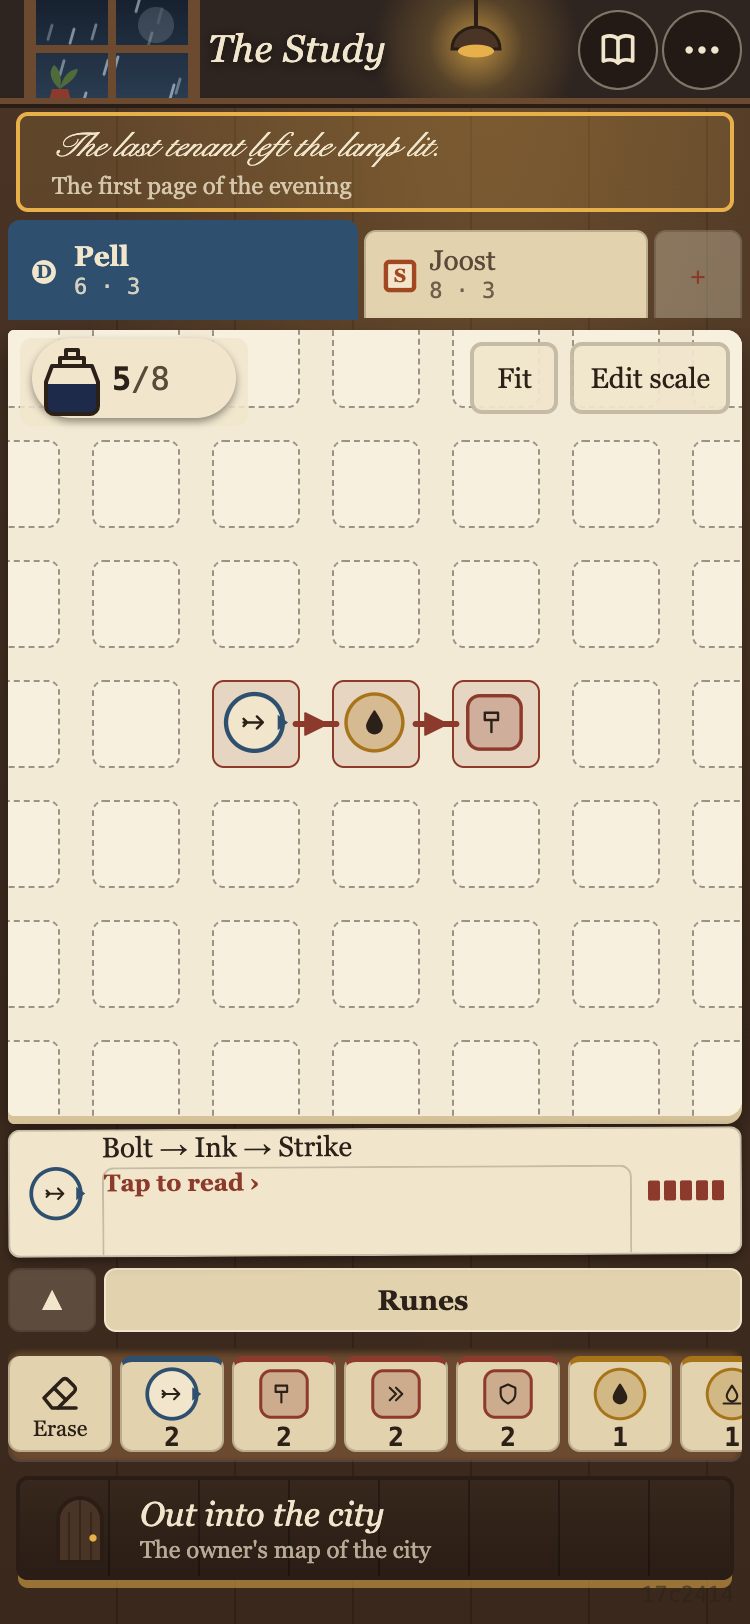 The Study
The last tenant left the lamp lit.
The first page of the evening
D
Pell
6 · 3
S
Joost
8 · 3
+
5/8
Fit
Edit scale
Bolt → Ink → Strike
Tap to read ›
Runes
Erase
2
2
2
2
1
1
Out into the city
The owner's map of the city
17c2414